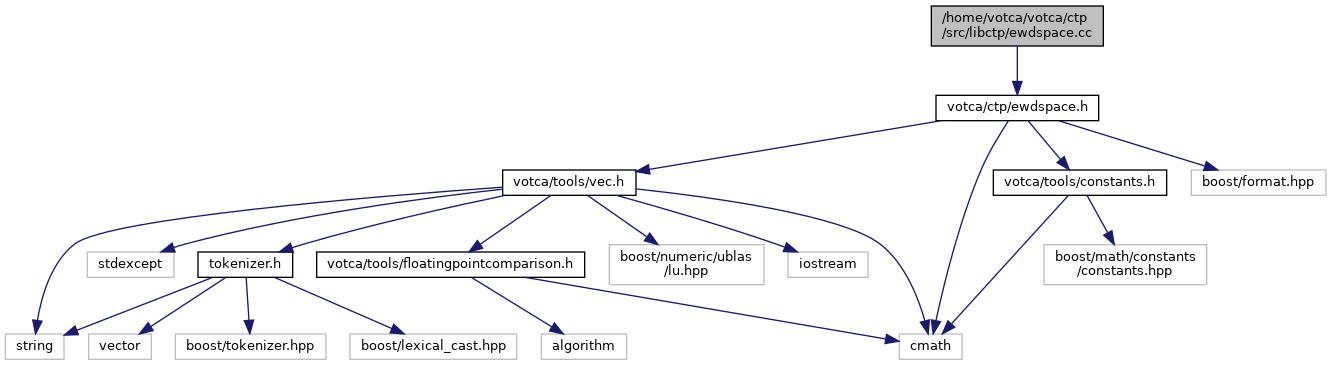 /home/votca/votca/ctp
/src/libctp/ewdspace.cc
votca/ctp/ewdspace.h
votca/tools/vec.h
votca/tools/constants.h
boost/format.hpp
stdexcept
tokenizer.h
votca/tools/floatingpointcomparison.h
boost/numeric/ublas
/lu.hpp
iostream
boost/math/constants
/constants.hpp
string
vector
boost/tokenizer.hpp
boost/lexical_cast.hpp
algorithm
cmath